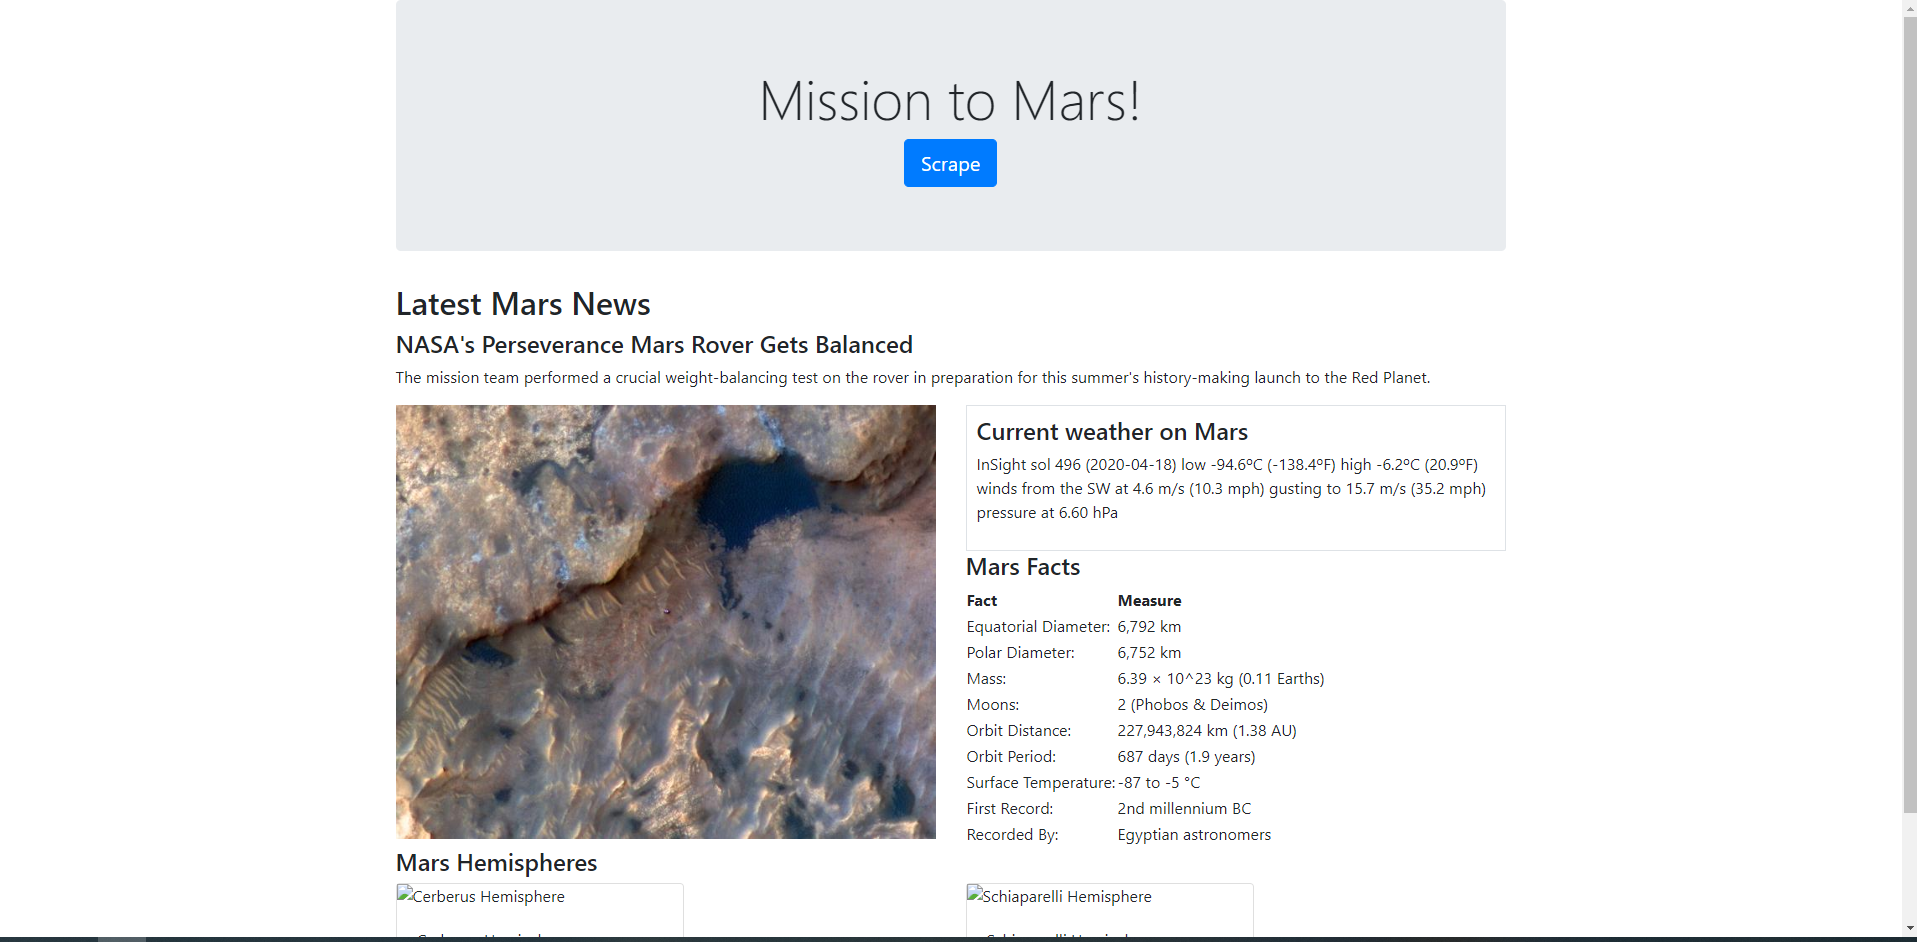 Mission to Mars!
Scrape
Latest Mars News
NASA's Perseverance Mars Rover Gets Balanced
The mission team performed a crucial weight-balancing test on the rover in preparation for this summer's history-making launch to the Red Planet.
Current weather on Mars
InSight sol 496 (2020-04-18) low -94.6ºC (-138.4ºF) high -6.2ºC (20.9ºF)
winds from the SW at 4.6 m/s (10.3 mph) gusting to 15.7 m/s (35.2 mph)
pressure at 6.60 hPa
Mars Facts
Fact Measure
Equatorial Diameter: 6,792 km
Polar Diameter: 6,752 km
Mass: 6.39 × 10^23 kg (0.11 Earths)
Moons: 2 (Phobos & Deimos)
Orbit Distance: 227,943,824 km (1.38 AU)
Orbit Period: 687 days (1.9 years)
Surface Temperature: -87 to -5 °C
First Record: 2nd millennium BC
Recorded By: Egyptian astronomers
Mars Hemispheres
Cerberus Hemisphere
Schiaparelli Hemisphere